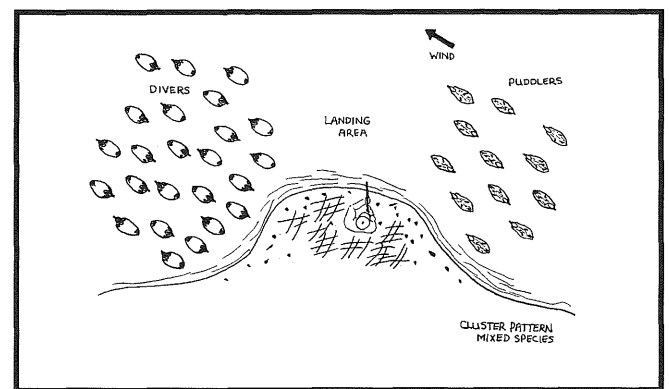 WIND
DIVERS
PUDDLERS
LANDING
AREA
CLUSTER PATTERN
MIXED SPECIES